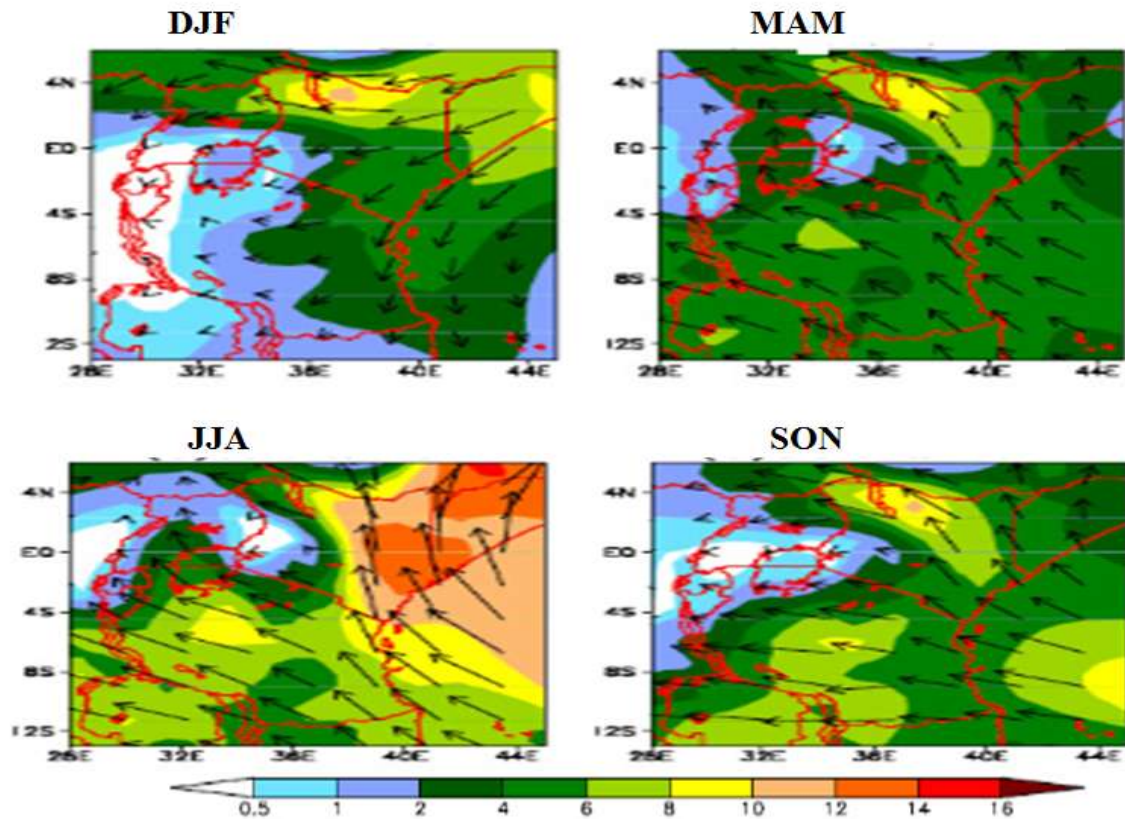 DJF MAM
4N 4N
EQ EQ
4S 4S
8S 8S
2S 12S
28E 32E 36E 40E 44E 28E 32E 36E 40E 44E
JJA SON
4N 4N
EQ EQ
4S 4S
8S 8S
12S 12S
28E 32E 36E 40E 44E 28E 32E 36E 40E 44E
0.5 1 2 4 6 8 10 12 14 16